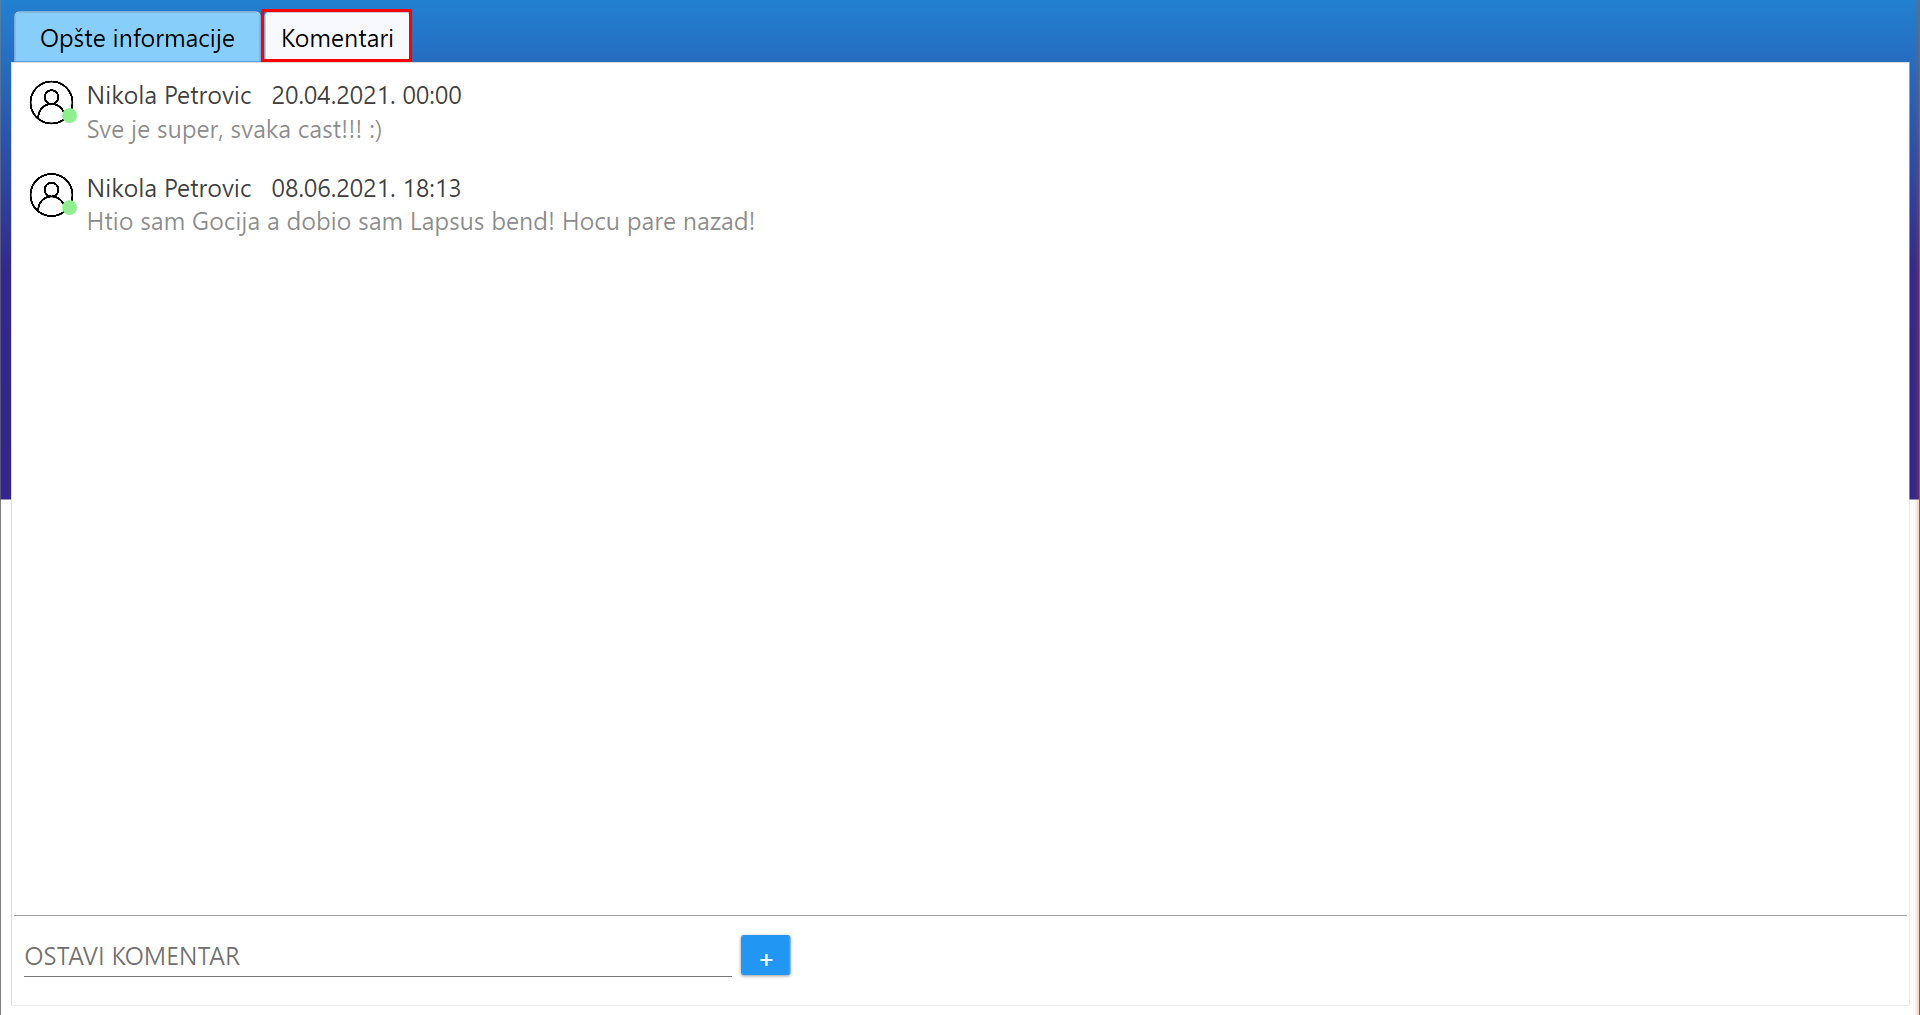 Opšte informacije Komentari
Nikola Petrovic 20.04.2021. 00:00
Sve je super, svaka cast!!! :)
Nikola Petrovic 08.06.2021. 18:13
Htio sam Gocija a dobio sam Lapsus bend! Hocu pare nazad!
OSTAVI KOMENTAR +